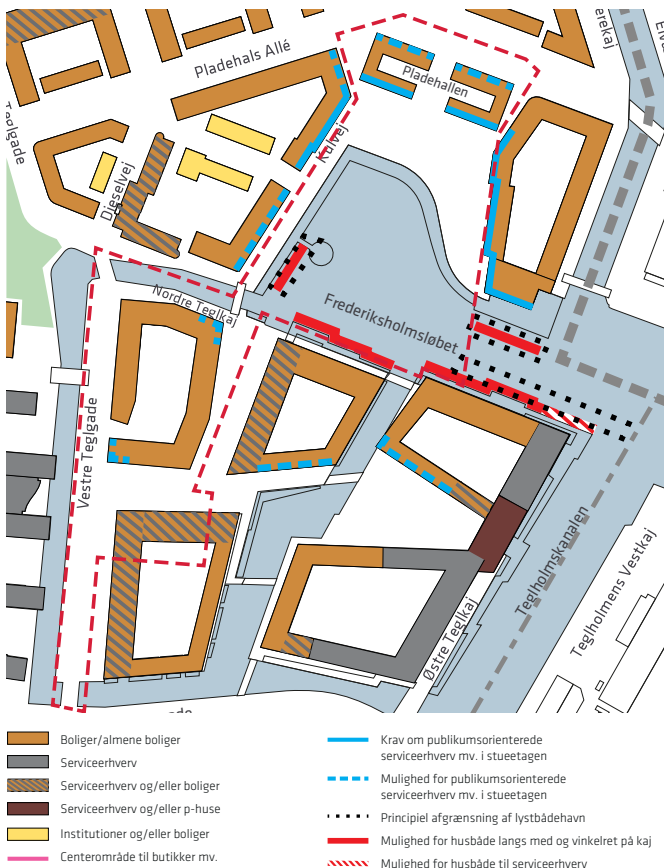 Pladehals Allé
Pladehallen
Teglgade
Kulvej
Dieselvej
Nordre Teglkaj
Frederiksholmsløbet
Vestre Teglgade
Teglholmskanalen
Teglholmens Vestkaj
Østre Teglkaj
Boliger/almene boliger
Serviceerhverv
Serviceerhverv og/eller boliger
Serviceerhverv og/eller p-huse
Institutioner og/eller boliger
Centerområde til butikker mv.
Krav om publikumsorienterede
serviceerhverv mv. i stueetagen
Mulighed for publikumsorienterede
serviceerhverv mv. i stueetagen
Principiel afgrænsning af lystbådehavn
Mulighed for husbåde langs med og vinkelret på kaj
Mulighed for husbåde til serviceerhverv